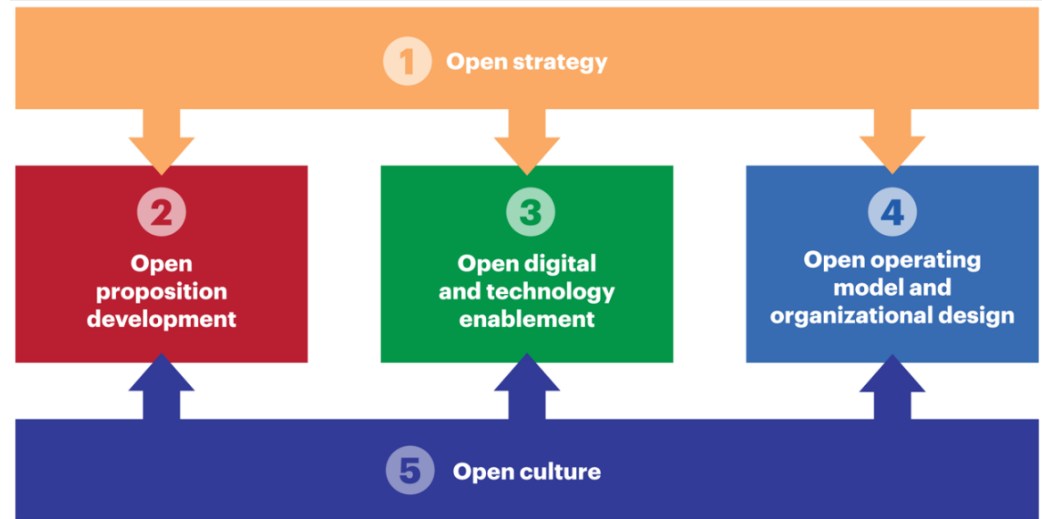 1 Open strategy
2
Open
proposition
development
3
Open digital
and technology
enablement
4
Open operating
model and
organizational design
5 Open culture